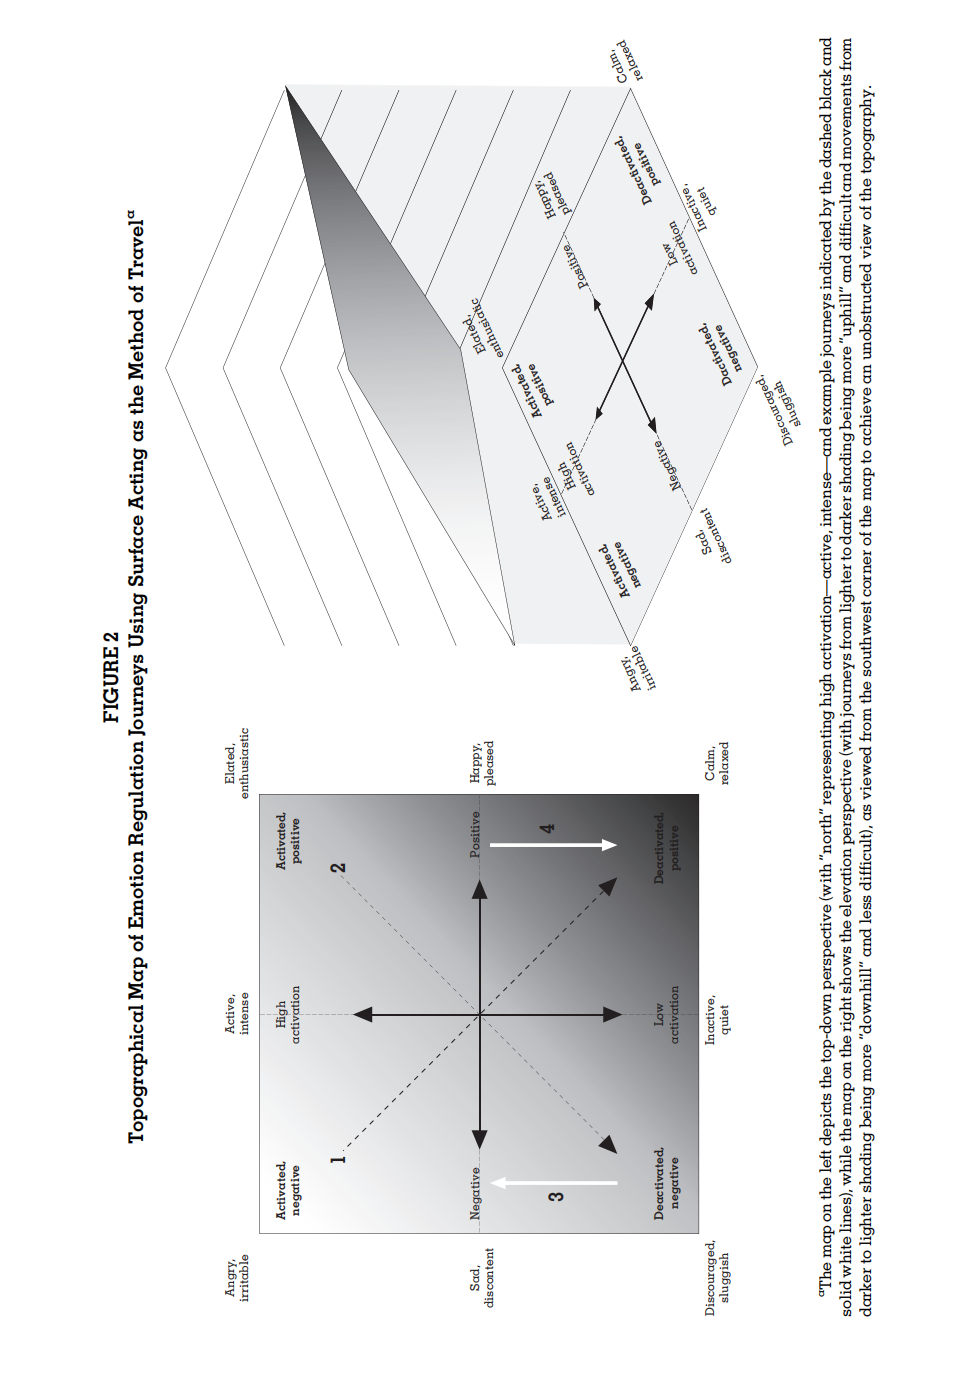 FIGURE 2
Topographical Map of Emotion Regulation Journeys Using Surface Acting as the Method of Travelª
Angry,
irritable
Active,
intense
Elated,
enthusiastic
Activated,
negative
High
activation
Activated,
positive
1
2
Sad,
discontent
Negative
Positive
Happy,
pleased
3
4
Deactivated,
negative
Low
activation
Deactivated,
positive
Discouraged,
sluggish
Inactive,
quiet
Calm,
relaxed
Elated,
enthusiastic
Happy,
pleased
Calm,
relaxed
Active,
intense
High
activation
Activated,
positive
Positive
Deactivated,
positive
Angry,
irritable
Activated,
negative
Negative
Low
activation
Inactive,
quiet
Sad,
discontent
Dactivated,
negative
Discouraged,
sluggish
ªThe map on the left depicts the top-down perspective (with "north" representing high activation—active, intense—and example journeys indicated by the dashed black and
solid white lines), while the map on the right shows the elevation perspective (with journeys from lighter to darker shading being more "uphill" and difficult and movements from
darker to lighter shading being more "downhill" and less difficult), as viewed from the southwest corner of the map to achieve an unobstructed view of the topography.